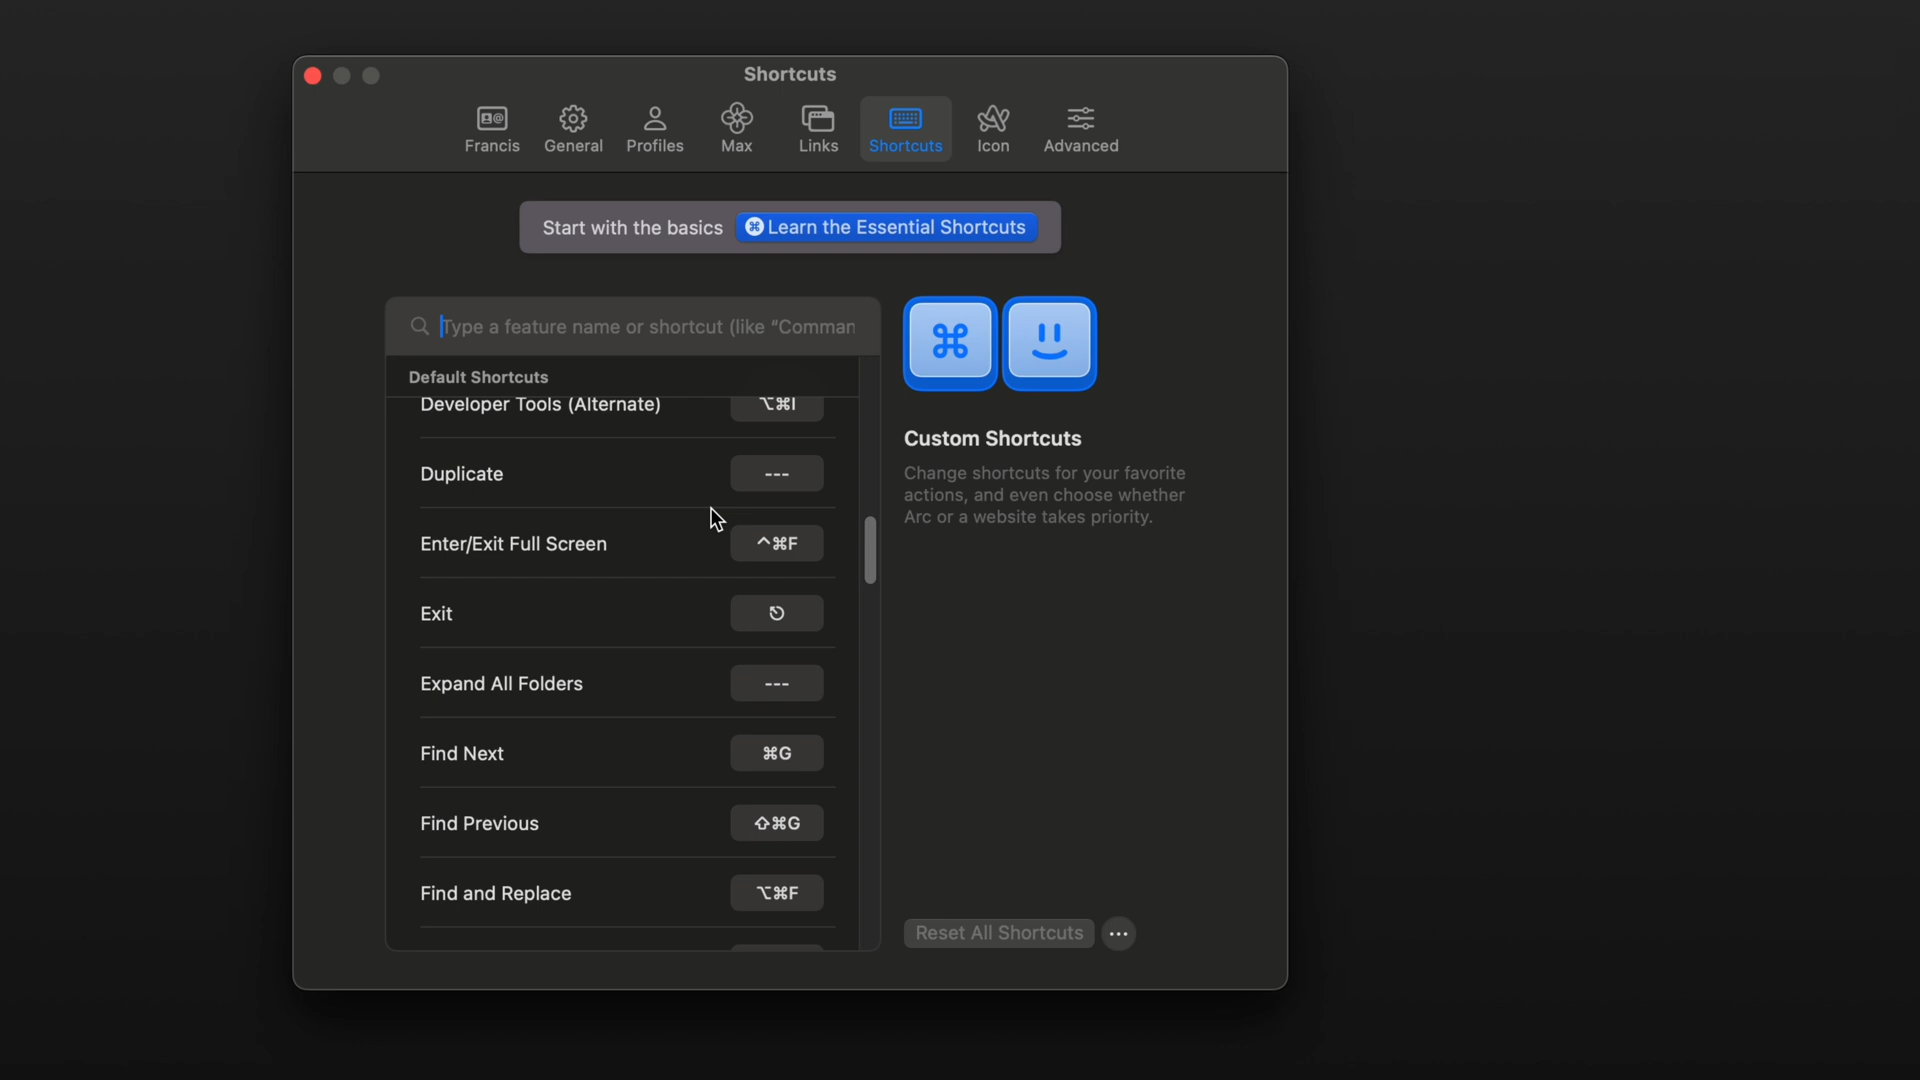 Shortcuts
Francis General Profiles Max Links Shortcuts Icon Advanced
Start with the basics ⌘ Learn the Essential Shortcuts
Type a feature name or shortcut (like "Comman
Default Shortcuts
Developer Tools (Alternate) ⌥⌘I
Duplicate ---
Enter/Exit Full Screen ^⌘F
Exit ⎋
Expand All Folders ---
Find Next ⌘G
Find Previous ⇧⌘G
Find and Replace ⌥⌘F
⌘
Custom Shortcuts
Change shortcuts for your favorite
actions, and even choose whether
Arc or a website takes priority.
Reset All Shortcuts ...